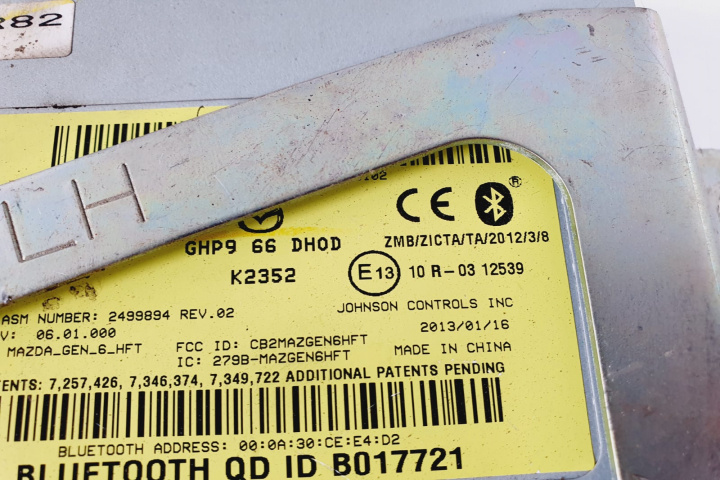 R82
LH
CE
GHP9 66 DH0D
ZMB/ZICTA/TA/2012/3/8
K2352
E13
10 R-03 12539
ASM NUMBER: 2499894 REV.02
JOHNSON CONTROLS INC
V: 06.01.000
2013/01/16
MAZDA_GEN_6_HFT
FCC ID: CB2MAZGEN6HFT
IC: 279B-MAZGEN6HFT
MADE IN CHINA
7,257,426, 7,346,374, 7,349,722 ADDITIONAL PATENTS PENDING
BLUETOOTH ADDRESS: 00:0A:30:CE:E4:D2
BLUETOOTH QD ID B017721